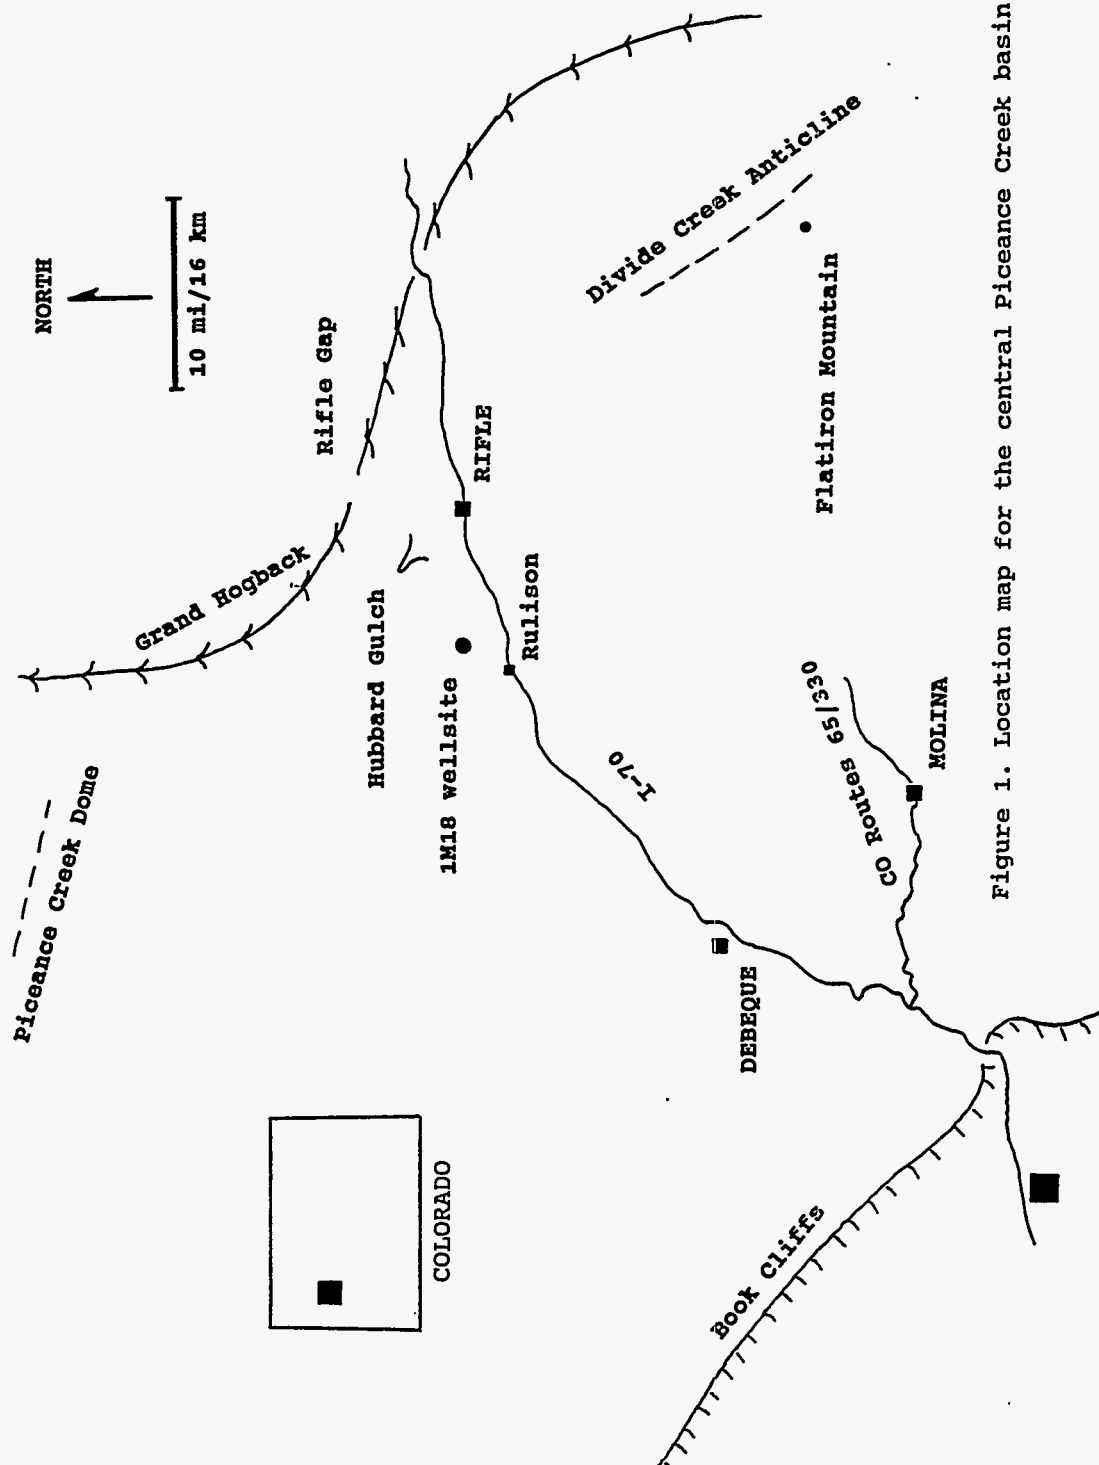 NORTH
10 mi/16 km
Piceance Creek Dome
Grand Hogback
Rifle Gap
Hubbard Gulch
RIFLE
1M18 wellsite
Rulison
Divide Creek Anticline
Flatiron Mountain
I-70
CO Routes 65/330
MOLINA
DEBEQUE
COLORADO
Book Cliffs
Figure 1. Location map for the central Piceance Creek basin